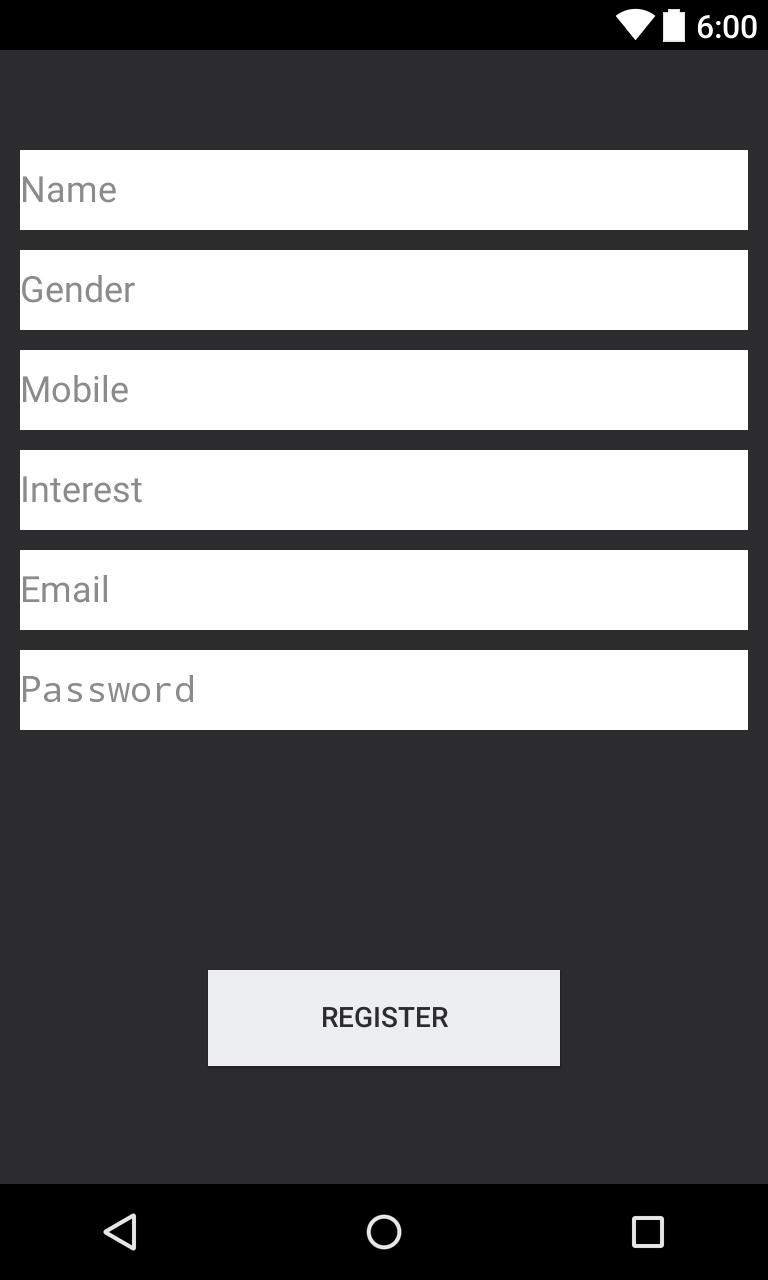 6:00
Name
Gender
Mobile
Interest
Email
Password
REGISTER